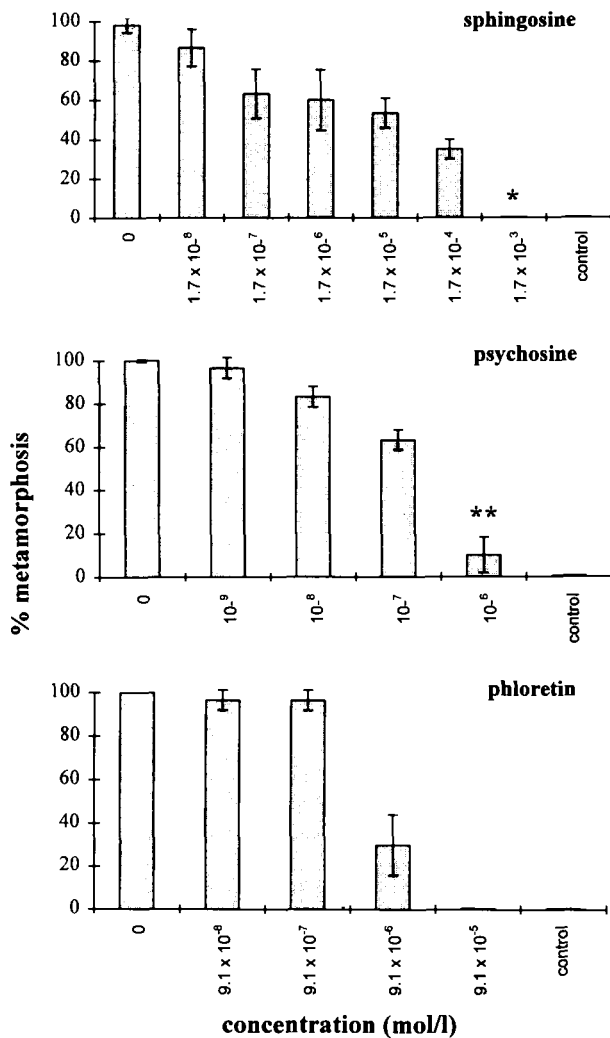 sphingosine
100
80
60
40
20
0
*
0
1.7 x 10-8
1.7 x 10-7
1.7 x 10-6
1.7 x 10-5
1.7 x 10-4
1.7 x 10-3
control
psychosine
100
80
60
40
20
0
**
0
10-9
10-8
10-7
10-6
control
% metamorphosis
phloretin
100
80
60
40
20
0
0
9.1 x 10-8
9.1 x 10-7
9.1 x 10-6
9.1 x 10-5
control
concentration (mol/l)